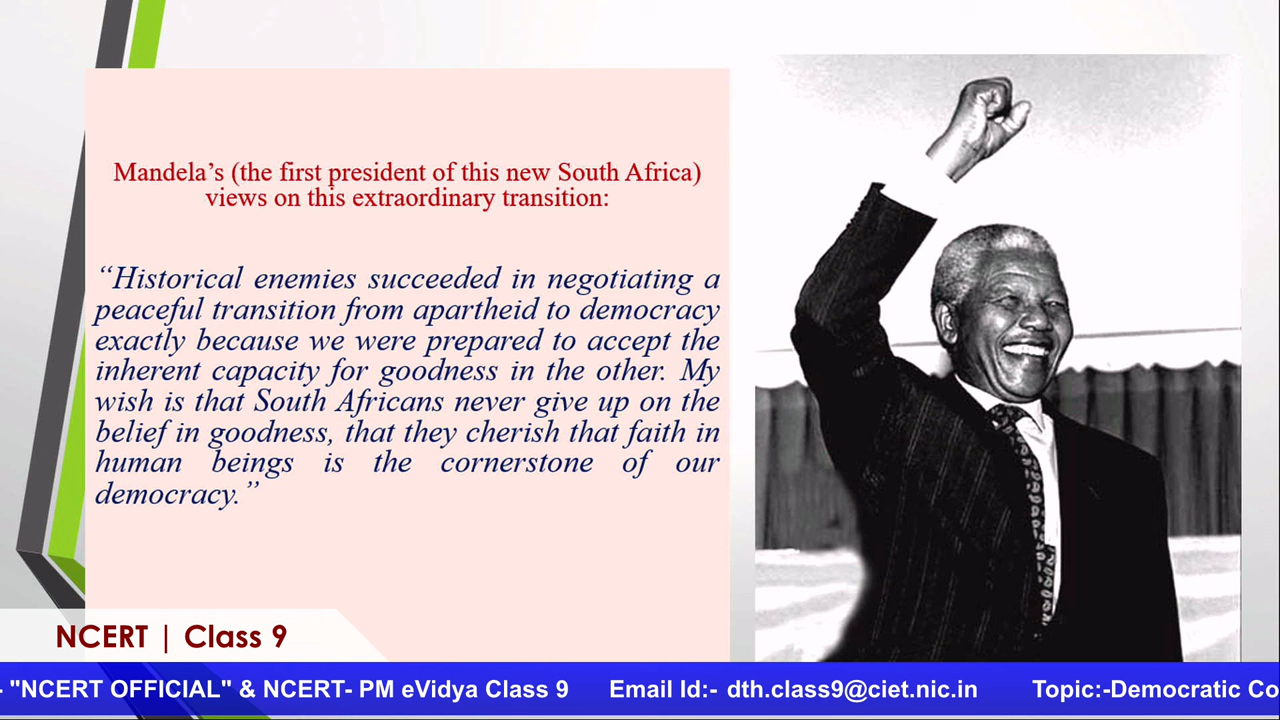 Mandela’s (the first president of this new South Africa)
views on this extraordinary transition:
“Historical enemies succeeded in negotiating a
peaceful transition from apartheid to democracy
exactly because we were prepared to accept the
inherent capacity for goodness in the other. My
wish is that South Africans never give up on the
belief in goodness, that they cherish that faith in
human beings is the cornerstone of our
democracy.”
NCERT | Class 9
- "NCERT OFFICIAL" & NCERT- PM eVidya Class 9 Email Id:- dth.class9@ciet.nic.in Topic:-Democratic Co